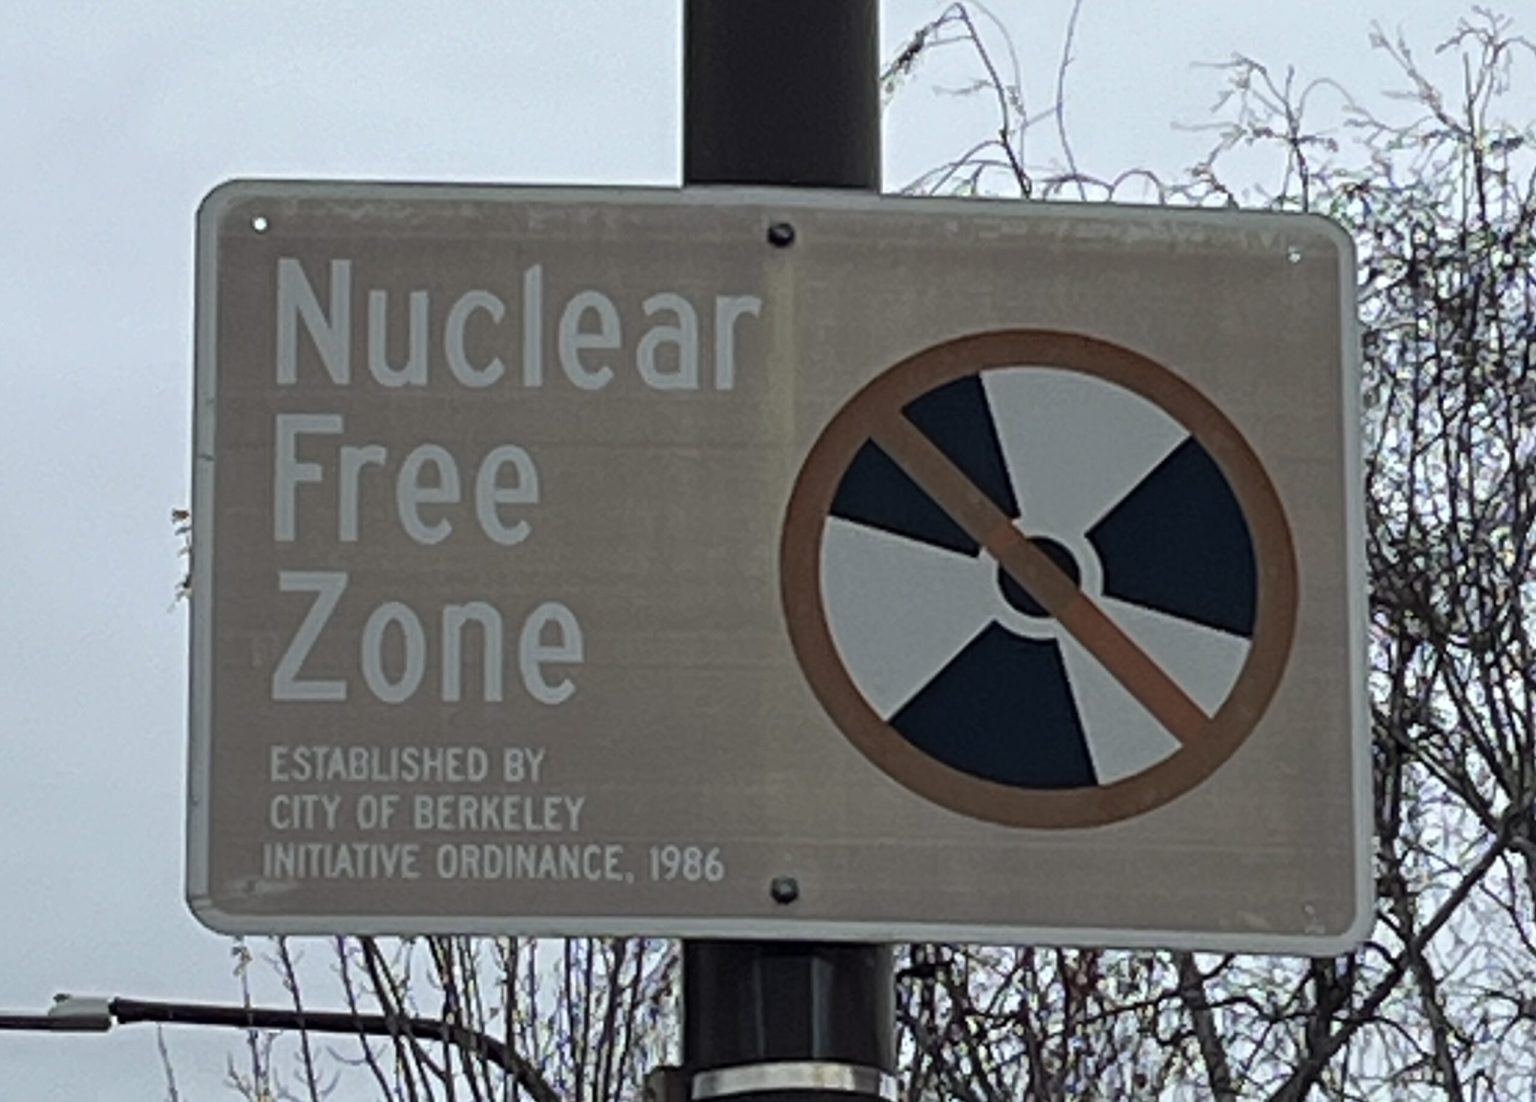 Nuclear
Free
Zone
ESTABLISHED BY
CITY OF BERKELEY
INITIATIVE ORDINANCE, 1986